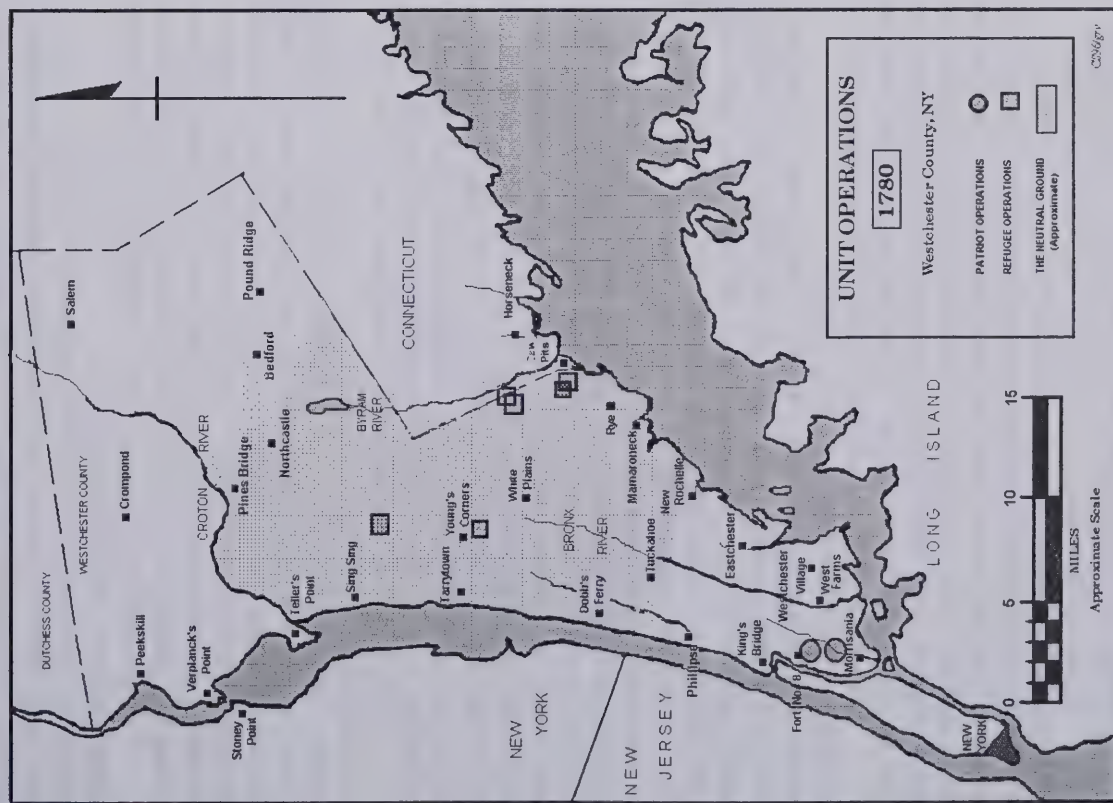 DUTCHESS COUNTY
WESTCHESTER COUNTY
Salem
Peekskill
Crompond
Verplanck's
Point
Stoney
Point
CROTON
RIVER
Teller's
Point
Pines Bridge
Northcastle
Bedford
Pound Ridge
Sing Sing
BYRAM
RIVER
CONNECTICUT
Tarrytown
Young's
Corners
White
Plains
Horseneck
Pits
NEW
YORK
Dobb's
Ferry
BRONX
RIVER
Rye
Mamaroneck
New
Rochelle
Tuckahoe
NEW
JERSEY
Phillipse
Eastchester
King's
Bridge
Westchester
Village
West
Farms
Fort No. 8
Morrisania
LONG ISLAND
NEW
YORK
UNIT OPERATIONS
1780
Westchester County, NY
PATRIOT OPERATIONS
REFUGEE OPERATIONS
THE NEUTRAL GROUND
(Approximate)
0 5 10 15
MILES
Approximate Scale